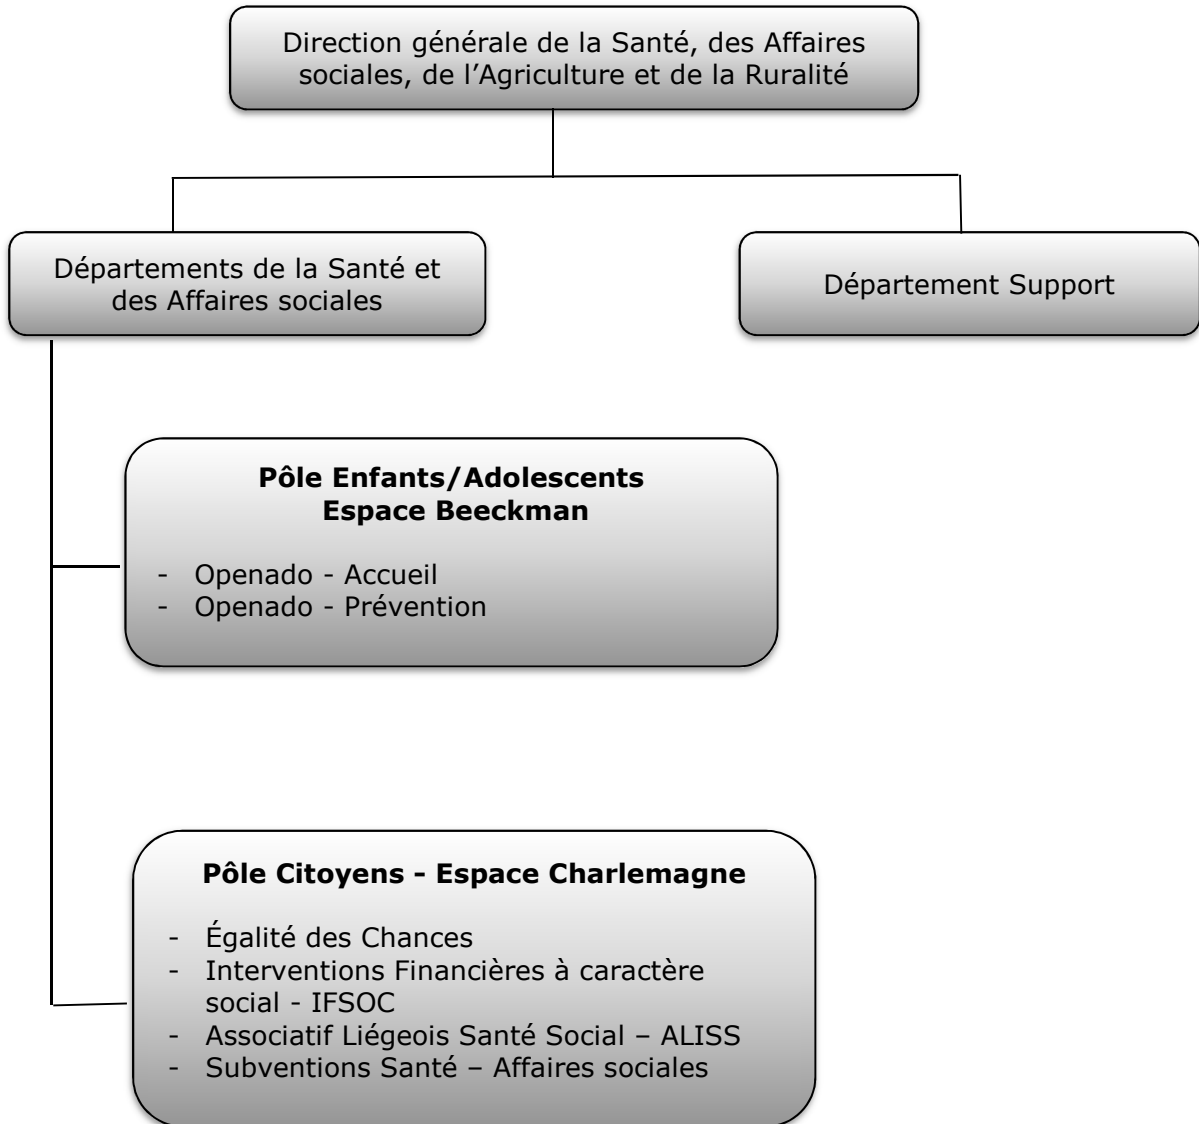 Direction générale de la Santé, des Affaires
sociales, de l’Agriculture et de la Ruralité
Départements de la Santé et
des Affaires sociales
Département Support
Pôle Enfants/Adolescents
Espace Beeckman
- Openado - Accueil
- Openado - Prévention
Pôle Citoyens - Espace Charlemagne
- Égalité des Chances
- Interventions Financières à caractère
social - IFSOC
- Associatif Liégeois Santé Social – ALISS
- Subventions Santé – Affaires sociales